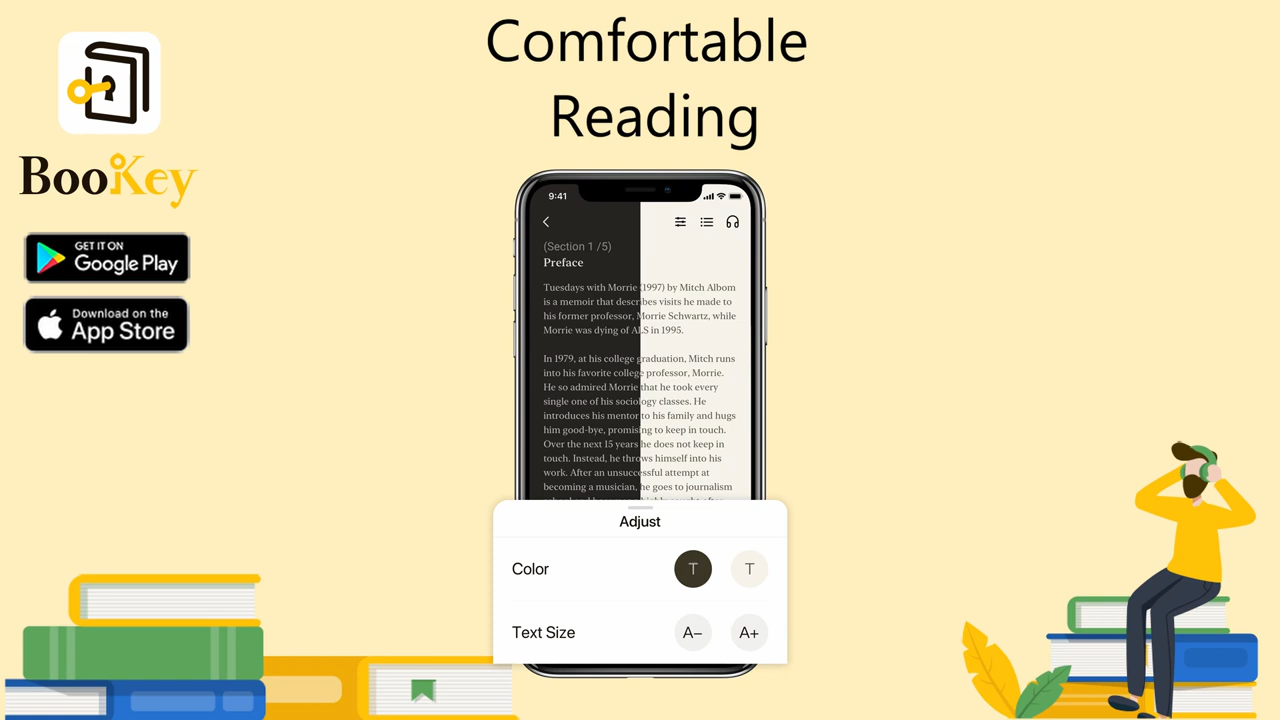 Comfortable
Reading
BooKey
GET IT ON
Google Play
Download on the
App Store
9:41
(Section 1 /5)
Preface
Tuesdays with Morrie (1997) by Mitch Albom
is a memoir that describes visits he made to
his former professor, Morrie Schwartz, while
Morrie was dying of ALS in 1995.
In 1979, at his college graduation, Mitch runs
into his favorite college professor, Morrie.
He so admired Morrie that he took every
single one of his sociology classes. He
introduces his mentor to his family and hugs
him good-bye, promising to keep in touch.
Over the next 15 years he does not keep in
touch. Instead, he throws himself into his
work. After an unsuccessful attempt at
becoming a musician, he goes to journalism
Adjust
Color T T
Text Size A− A+